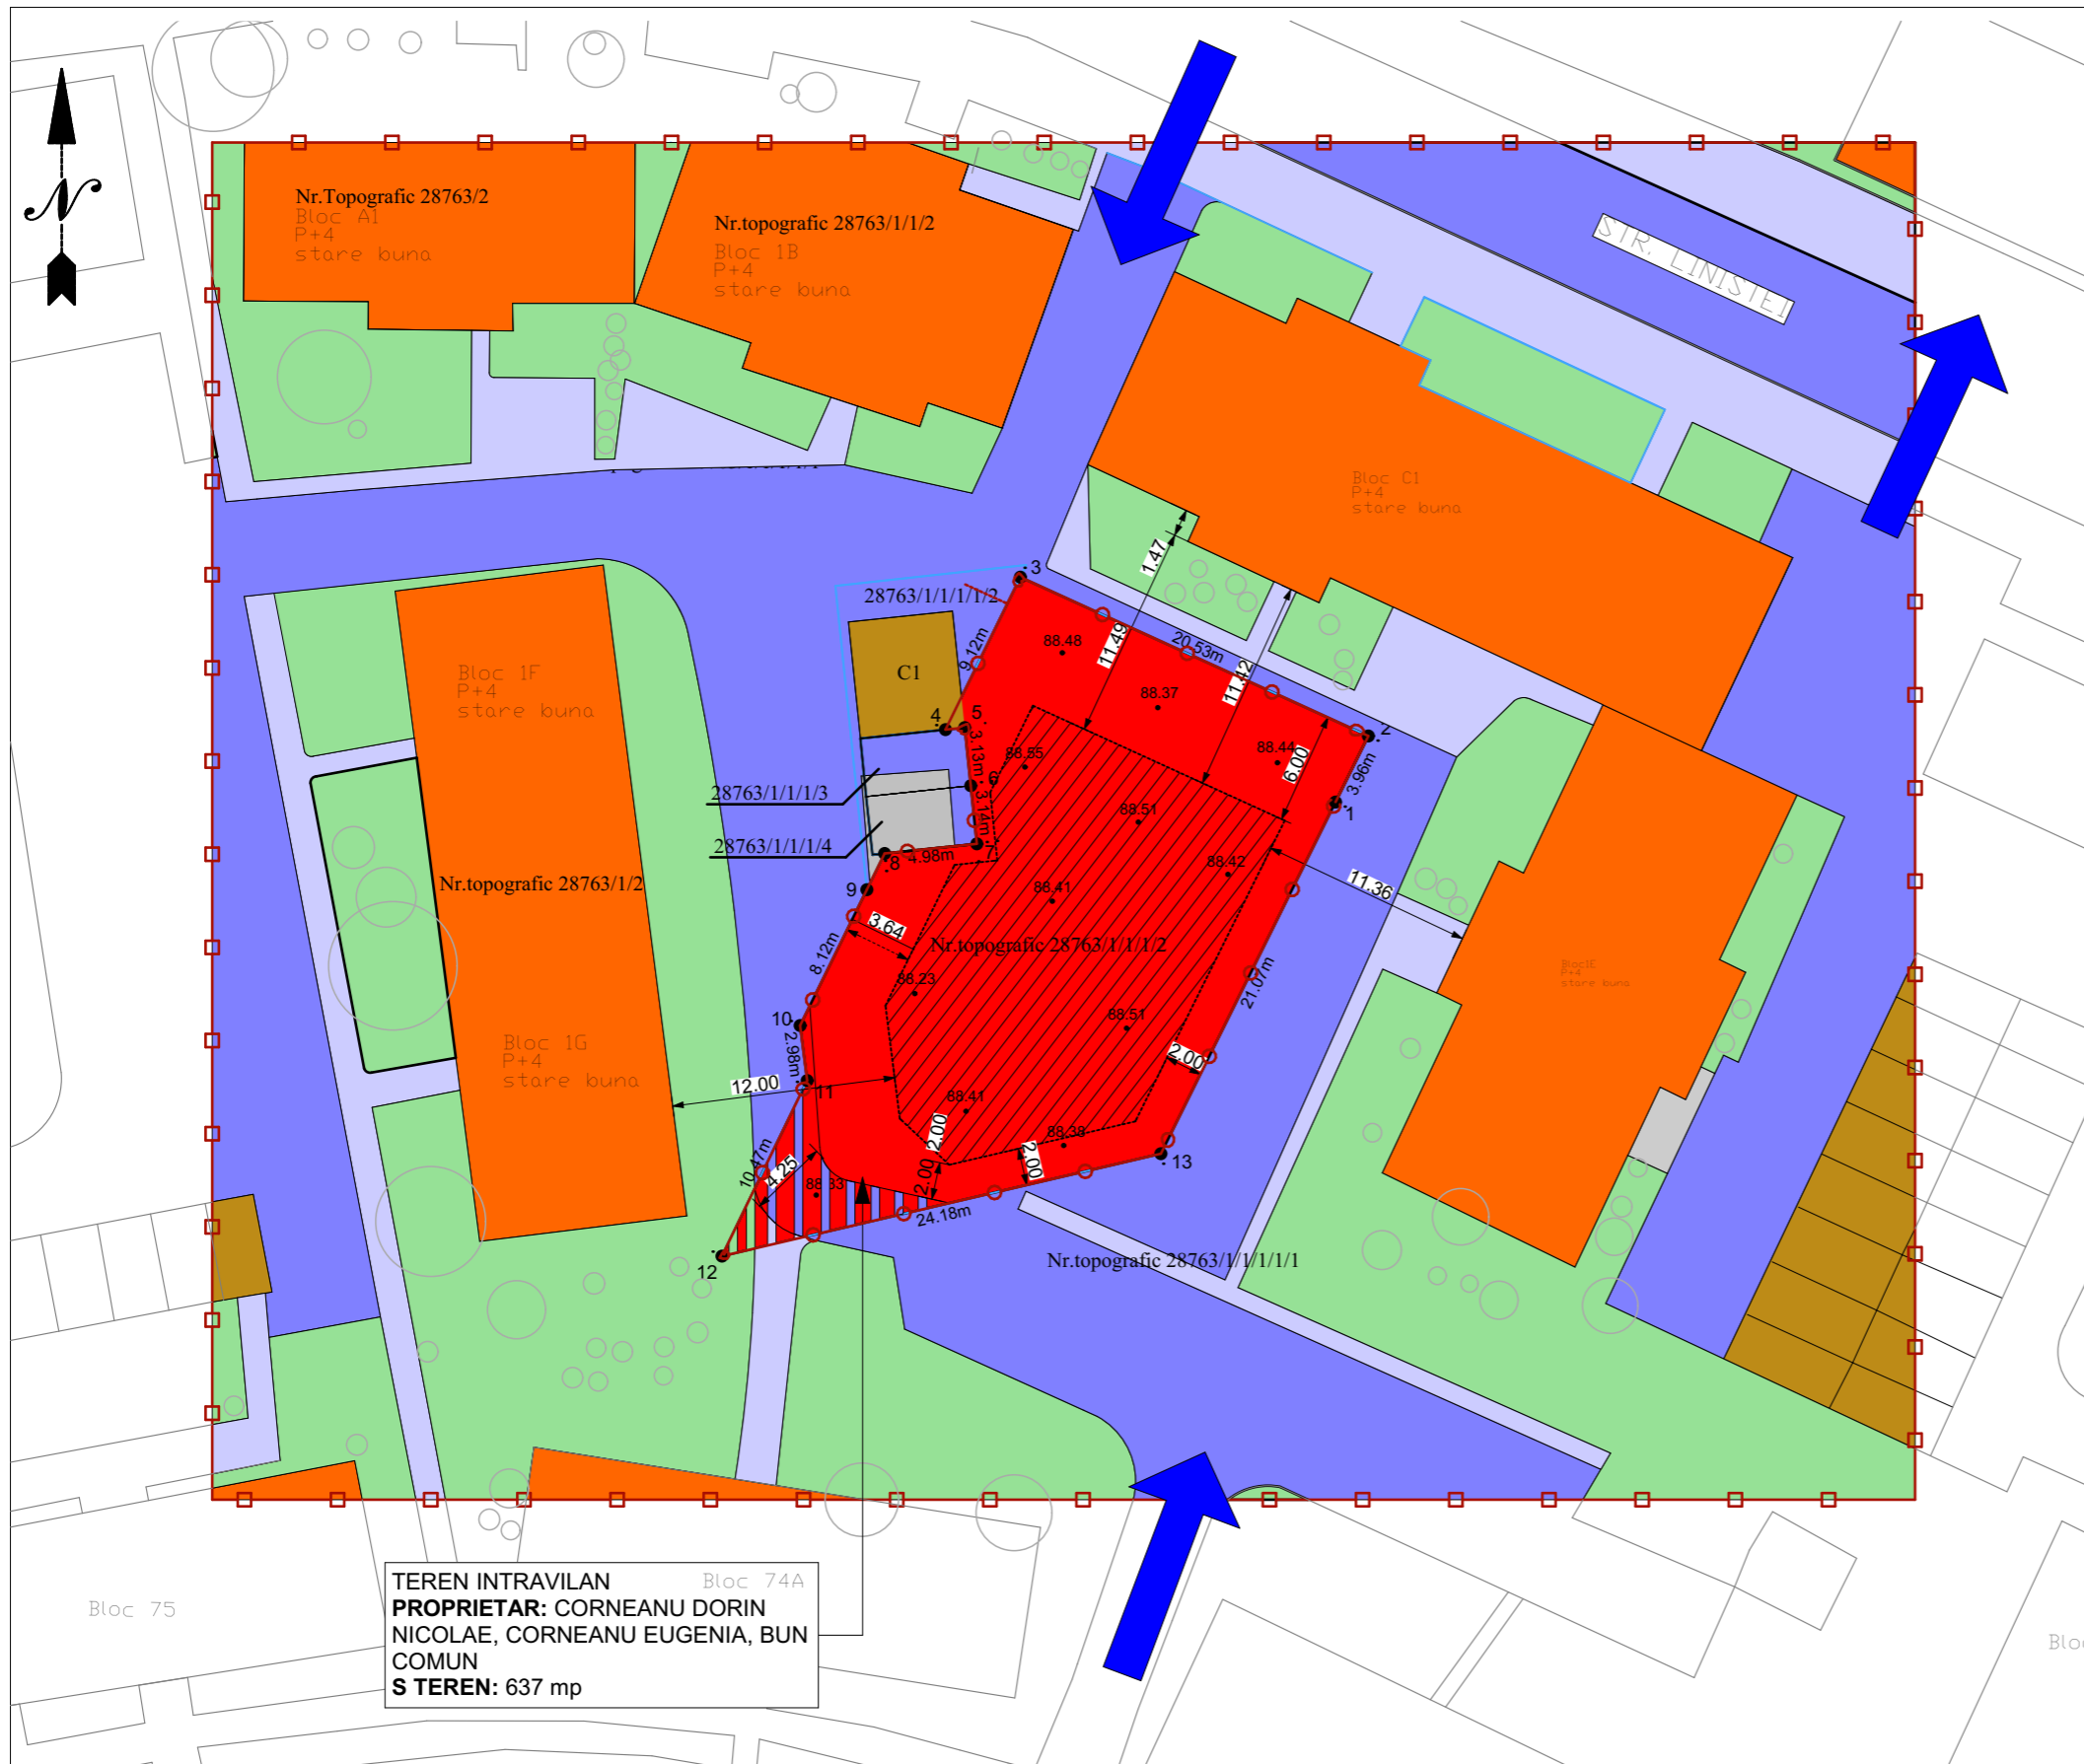 N
Nr.Topografic 28763/2
Bloc A1
P+4
stare buna
Nr.topografic 28763/1/1/2
Bloc 1B
P+4
stare buna
STR. LINISTEI
Bloc C1
P+4
stare buna
1.47
3
28763/1/1/1/1/2
9.12m
88.48
11.49
20.53m
11.42
C1
88.37
Bloc 1F
P+4
stare buna
4
5
2
88.55
88.44
6.00
3.13m
6
3.96m
28763/1/1/1/3
3.14m
88.51
1
28763/1/1/1/4
7
8
4.98m
88.42
11.36
Nr.topografic 28763/1/2
9
88.41
3.64
Nr.topografic 28763/1/1/1/2
8.12m
88.23
21.07m
Bloc1E
P+4
stare buna
10
88.51
2.98m
2.00
Bloc 1G
P+4
stare buna
12.00
11
88.41
2.00
88.38
2.00
13
10.47m
4.25
2.00
88.33
24.18m
12
Nr.topografic 28763/1/1/1/1/1
TEREN INTRAVILAN
Bloc 74A
PROPRIETAR: CORNEANU DORIN
NICOLAE, CORNEANU EUGENIA, BUN
COMUN
S TEREN: 637 mp
Bloc 75